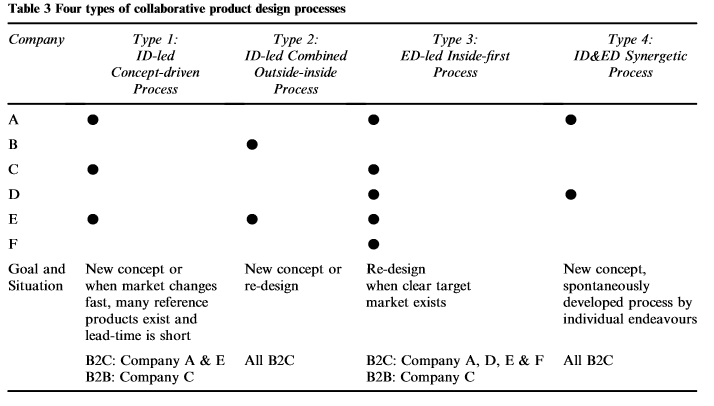 Table 3 Four types of collaborative product design processes
Company
Type 1:
ID-led
Concept-driven
Process
Type 2:
ID-led Combined
Outside-inside
Process
Type 3:
ED-led Inside-first
Process
Type 4:
ID&ED Synergetic
Process
A ● ● ●
B ●
C ● ●
D ● ●
E ● ● ●
F ●
Goal and
Situation
New concept or
when market changes
fast, many reference
products exist and
lead-time is short
New concept or
re-design
Re-design
when clear target
market exists
New concept,
spontaneously
developed process by
individual endeavours
B2C: Company A & E
B2B: Company C
All B2C
B2C: Company A, D, E & F
B2B: Company C
All B2C